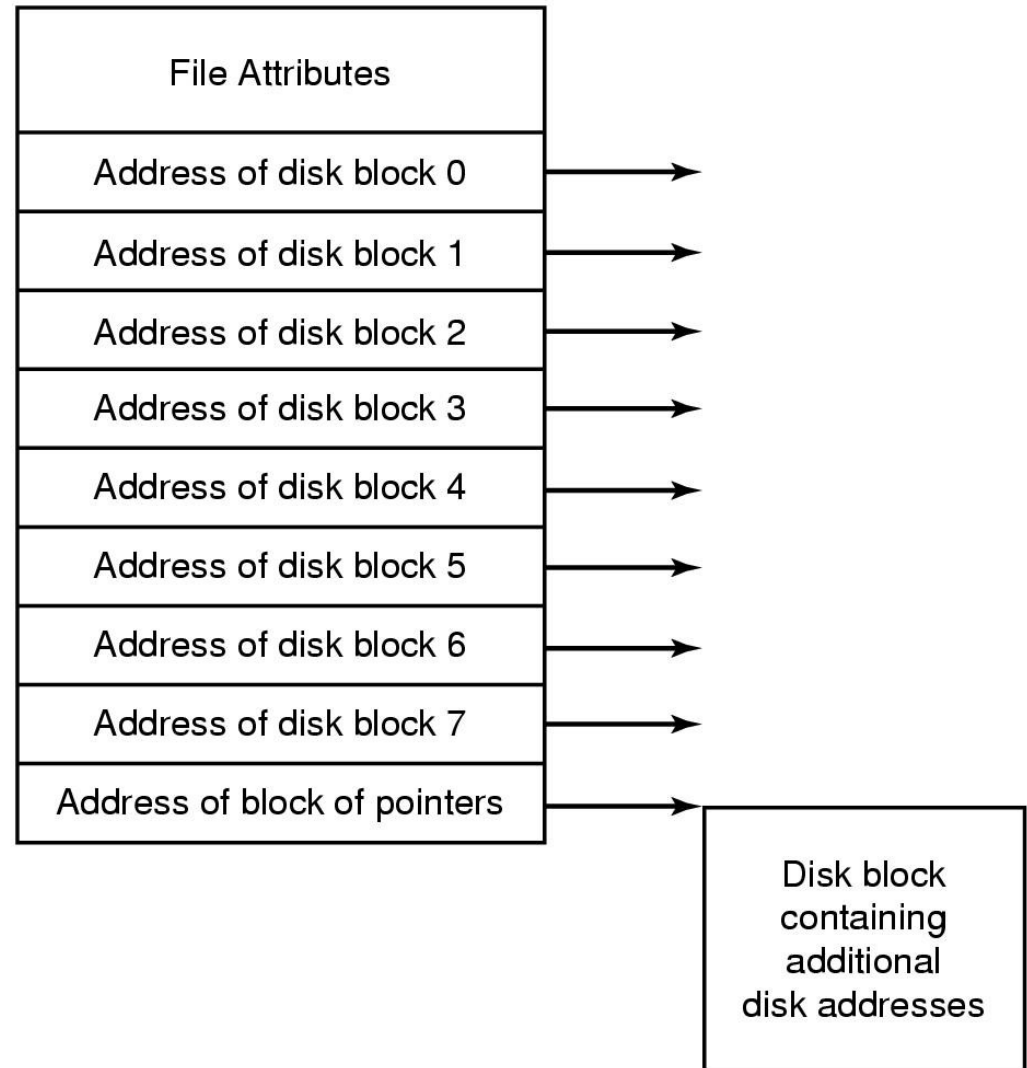 File Attributes
Address of disk block 0
Address of disk block 1
Address of disk block 2
Address of disk block 3
Address of disk block 4
Address of disk block 5
Address of disk block 6
Address of disk block 7
Address of block of pointers
Disk block
containing
additional
disk addresses